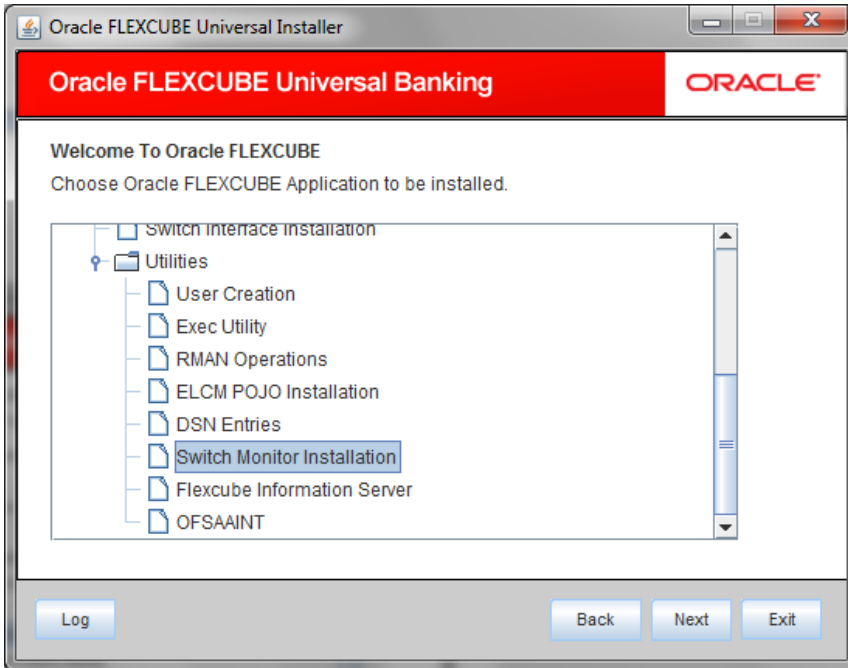 Oracle FLEXCUBE Universal Installer
Oracle FLEXCUBE Universal Banking
ORACLE
Welcome To Oracle FLEXCUBE
Choose Oracle FLEXCUBE Application to be installed.
Switch Interface Installation
Utilities
User Creation
Exec Utility
RMAN Operations
ELCM POJO Installation
DSN Entries
Switch Monitor Installation
Flexcube Information Server
OFSAAINT
Log
Back
Next
Exit